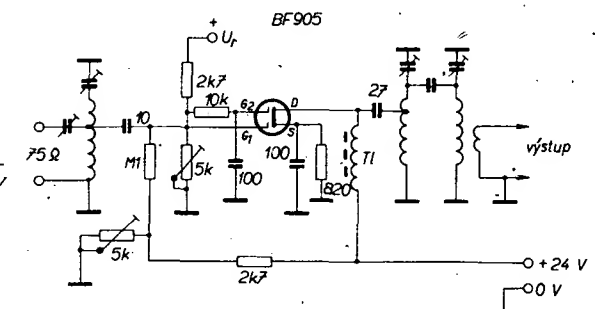 BF905
+
Ur
2k7
10k
G2
D
27
10
G1
S
75Ω
M1
5k
100
100
820
Tl
výstup
5k
2k7
+24 V
0 V